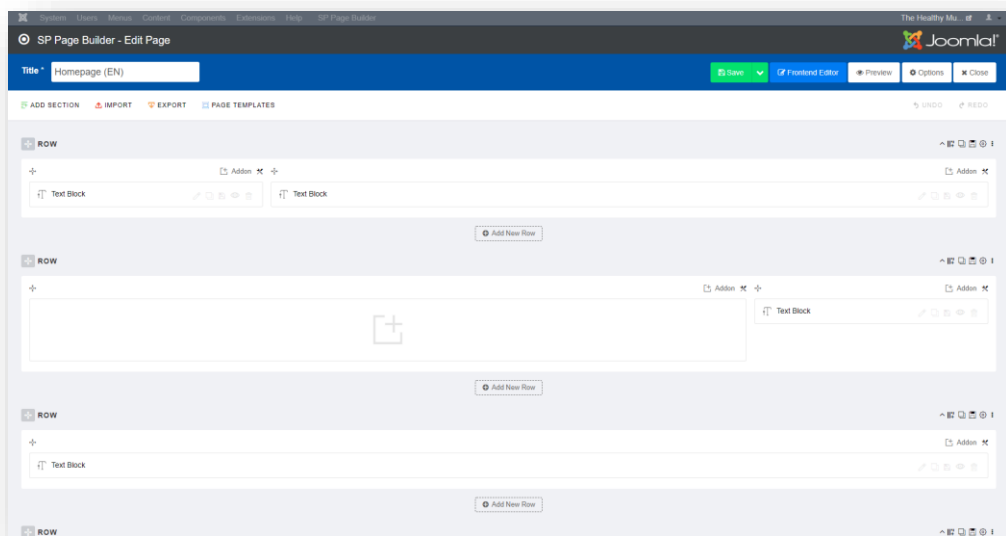 System Users Menus Content Components Extensions Help SP Page Builder The Healthy Mu...
SP Page Builder - Edit Page Joomla!
Title * Homepage (EN) Save Frontend Editor Preview Options Close
ADD SECTION IMPORT EXPORT PAGE TEMPLATES UNDO REDO
ROW
Addon Addon
Text Block Text Block
Add New Row
ROW
Addon Addon
Text Block
Add New Row
ROW
Addon
Text Block
Add New Row
ROW